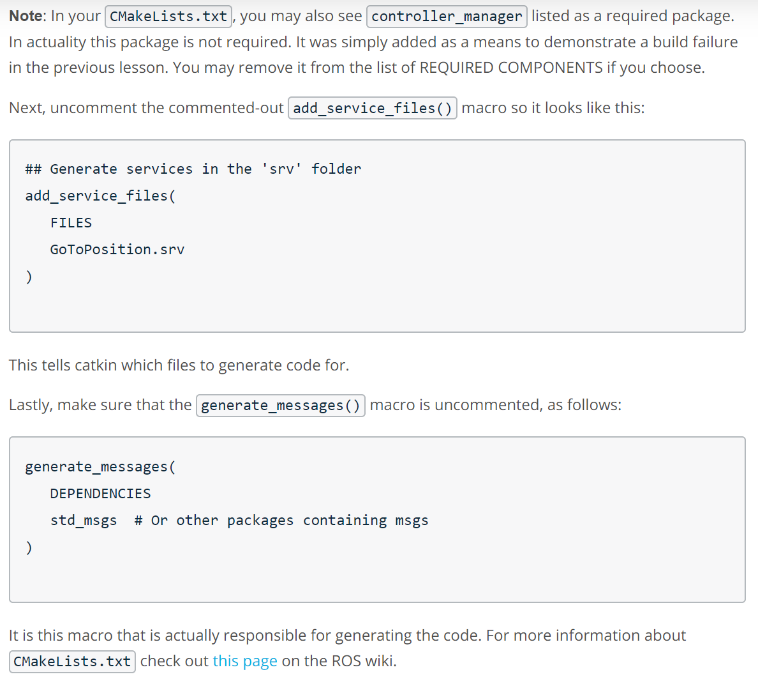 Note: In your CMakeLists.txt, you may also see controller_manager listed as a required package.
In actuality this package is not required. It was simply added as a means to demonstrate a build failure
in the previous lesson. You may remove it from the list of REQUIRED COMPONENTS if you choose.
Next, uncomment the commented-out add_service_files() macro so it looks like this:
## Generate services in the 'srv' folder
add_service_files(
   FILES
   GoToPosition.srv
)
This tells catkin which files to generate code for.
Lastly, make sure that the generate_messages() macro is uncommented, as follows:
generate_messages(
   DEPENDENCIES
   std_msgs  # Or other packages containing msgs
)
It is this macro that is actually responsible for generating the code. For more information about
CMakeLists.txt check out this page on the ROS wiki.